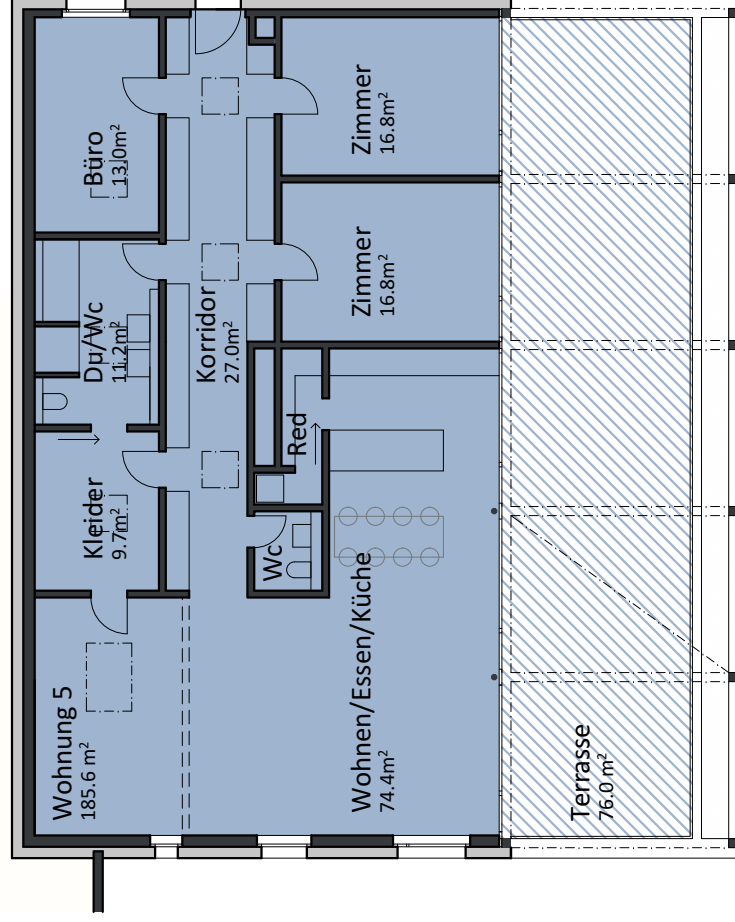 Büro
13.0m²
Zimmer
16.8m²
Zimmer
16.8m²
Du/Wc
11.2m²
Korridor
27.0m²
Red
Kleider
9.7m²
Wc
Wohnung 5
185.6 m²
Wohnen/Essen/Küche
74.4m²
Terrasse
76.0 m²